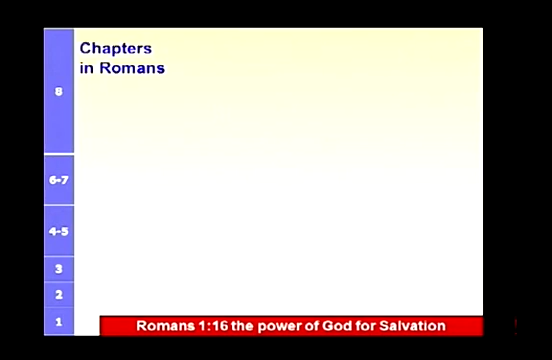 Chapters
in Romans
8
6-7
4-5
3
2
1
Romans 1:16 the power of God for Salvation